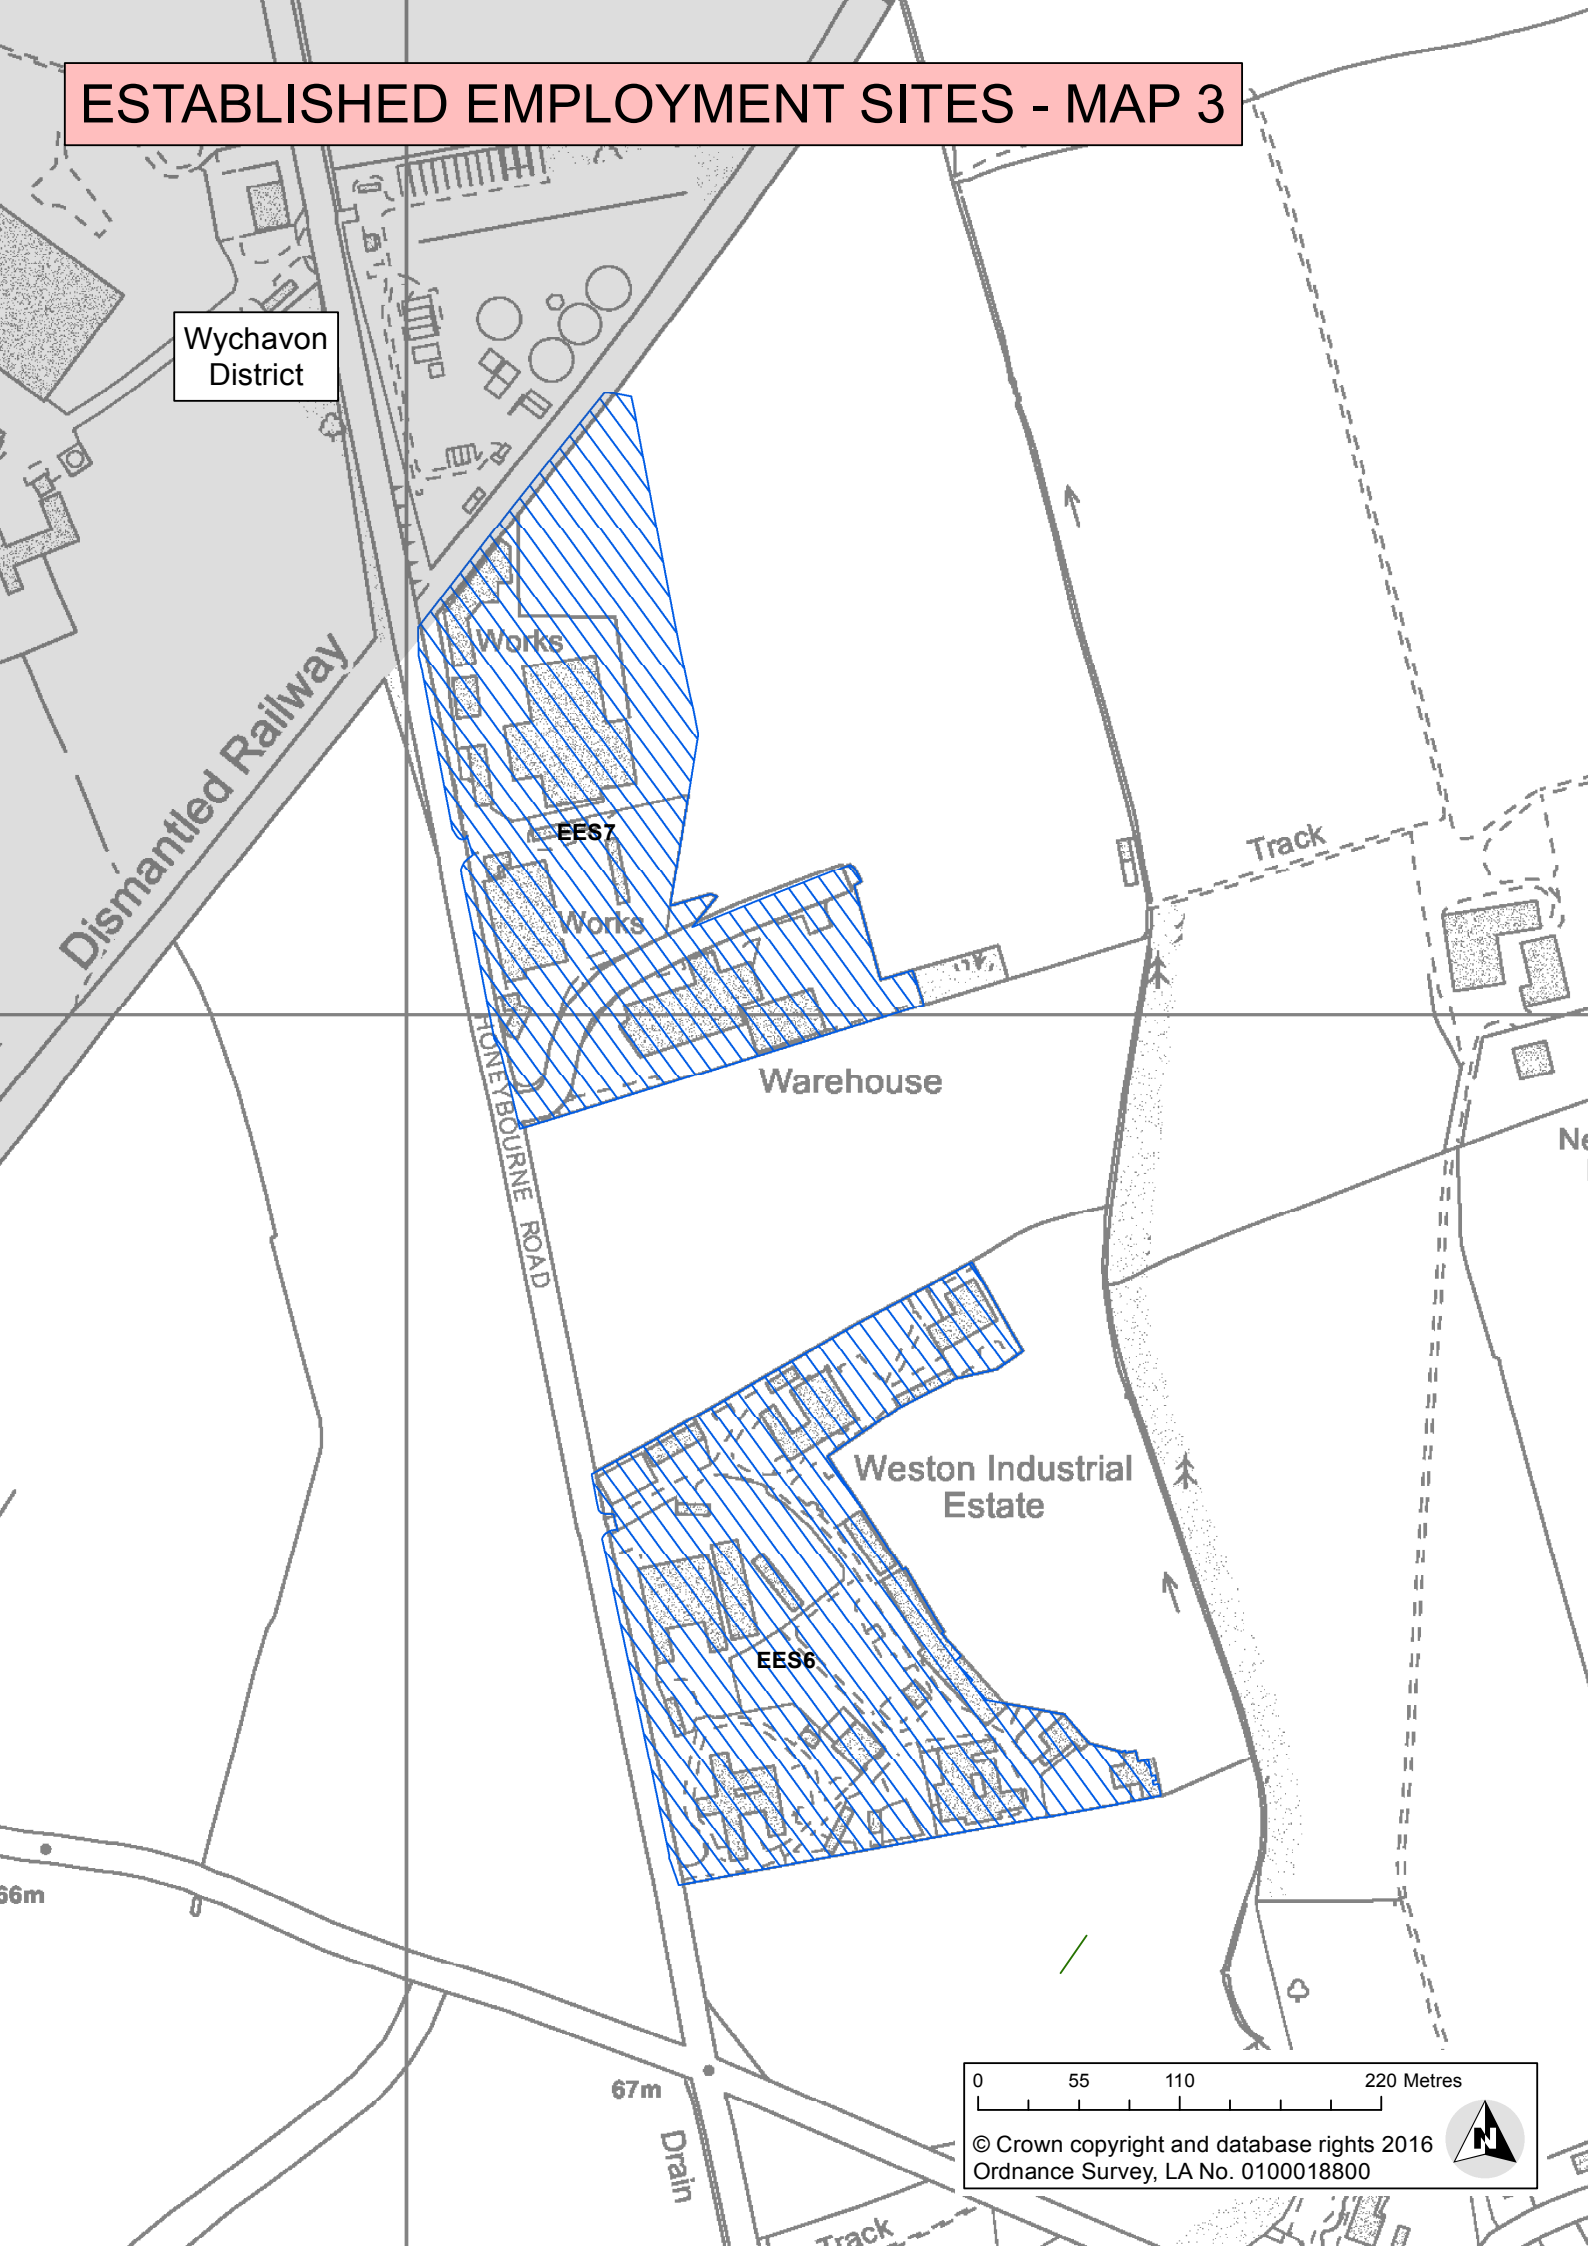 ESTABLISHED EMPLOYMENT SITES - MAP 3
Wychavon
District
Works
Dismantled Railway
EES7
Track
Works
HONEYBOURNE ROAD
Warehouse
Weston Industrial
Estate
EES6
66m
67m
Drain
Track
0 55 110 220 Metres
N
© Crown copyright and database rights 2016
Ordnance Survey, LA No. 0100018800